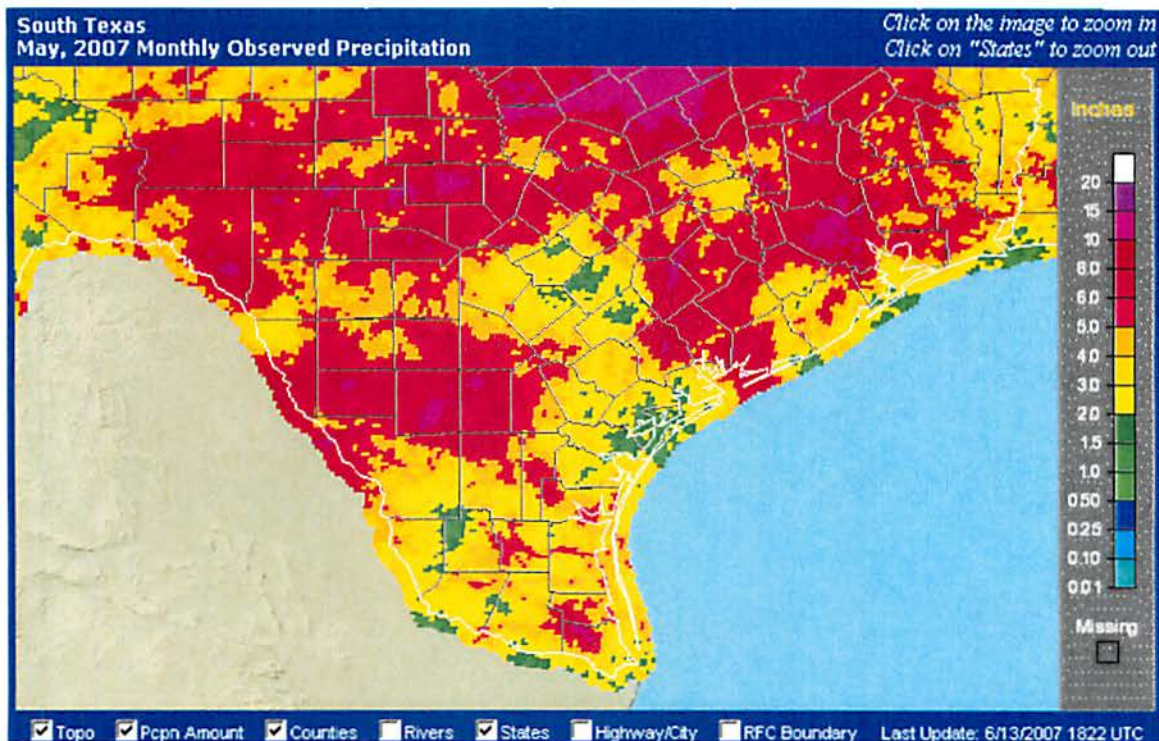 South Texas
May, 2007 Monthly Observed Precipitation
Click on the image to zoom in
Click on "States" to zoom out
Inches
20
15
10
8.0
6.0
5.0
4.0
3.0
2.0
1.5
1.0
0.50
0.25
0.10
0.01
Missing
Topo Pcpn Amount Counties Rivers States Highway/City RFC Boundary Last Update: 6/13/2007 1822 UTC